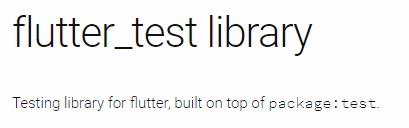 flutter_test library
Testing library for flutter, built on top of package:test.